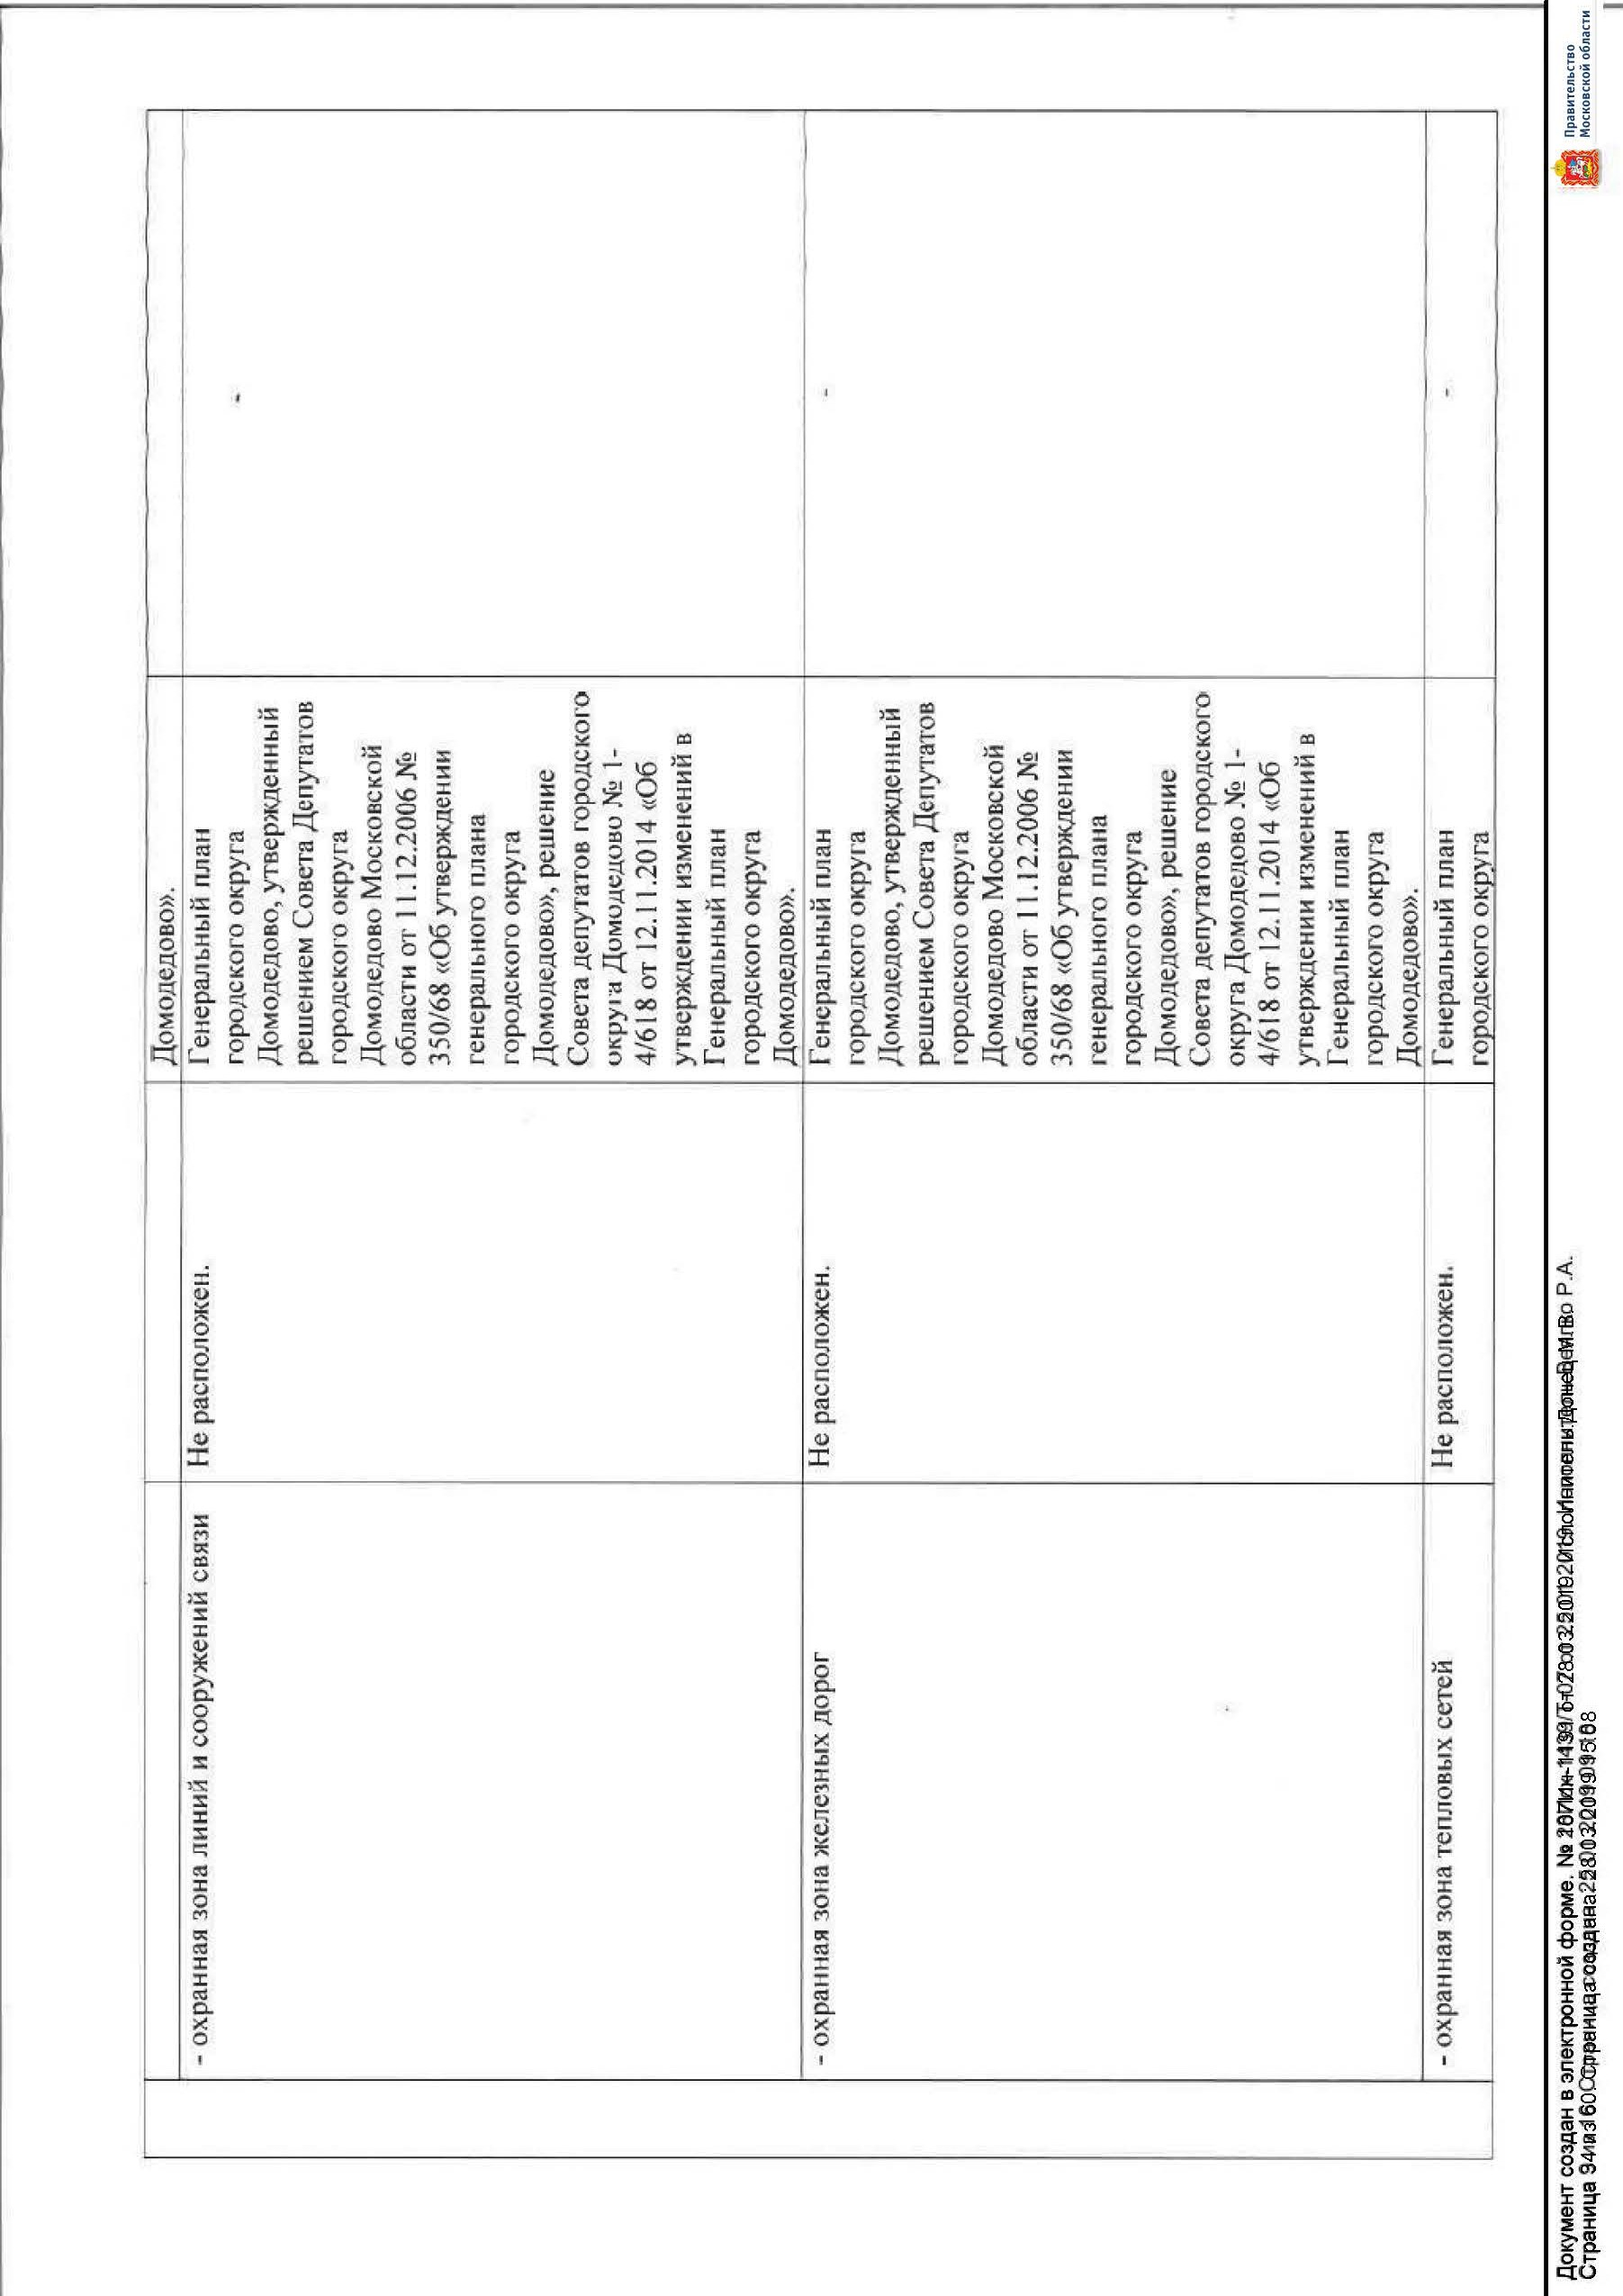 Домодедово».
- охранная зона линий и сооружений связи
Не расположен.
Генеральный план
городского округа
Домодедово, утвержденный
решением Совета Депутатов
городского округа
Домодедово Московской
области от 11.12.2006 №
350/68 «Об утверждении
генерального плана
городского округа
Домодедово», решение
Совета депутатов городского
округа Домодедово № 1-
4/618 от 12.11.2014 «Об
утверждении изменений в
Генеральный план
городского округа
Домодедово».
-
- охранная зона железных дорог
Не расположен.
Генеральный план
городского округа
Домодедово, утвержденный
решением Совета Депутатов
городского округа
Домодедово Московской
области от 11.12.2006 №
350/68 «Об утверждении
генерального плана
городского округа
Домодедово», решение
Совета депутатов городского
округа Домодедово № 1-
4/618 от 12.11.2014 «Об
утверждении изменений в
Генеральный план
городского округа
Домодедово».
-
- охранная зона тепловых сетей
Не расположен.
Генеральный план
городского округа
-
Документ создан в электронной форме. №
Страница
Правительство
Московской области